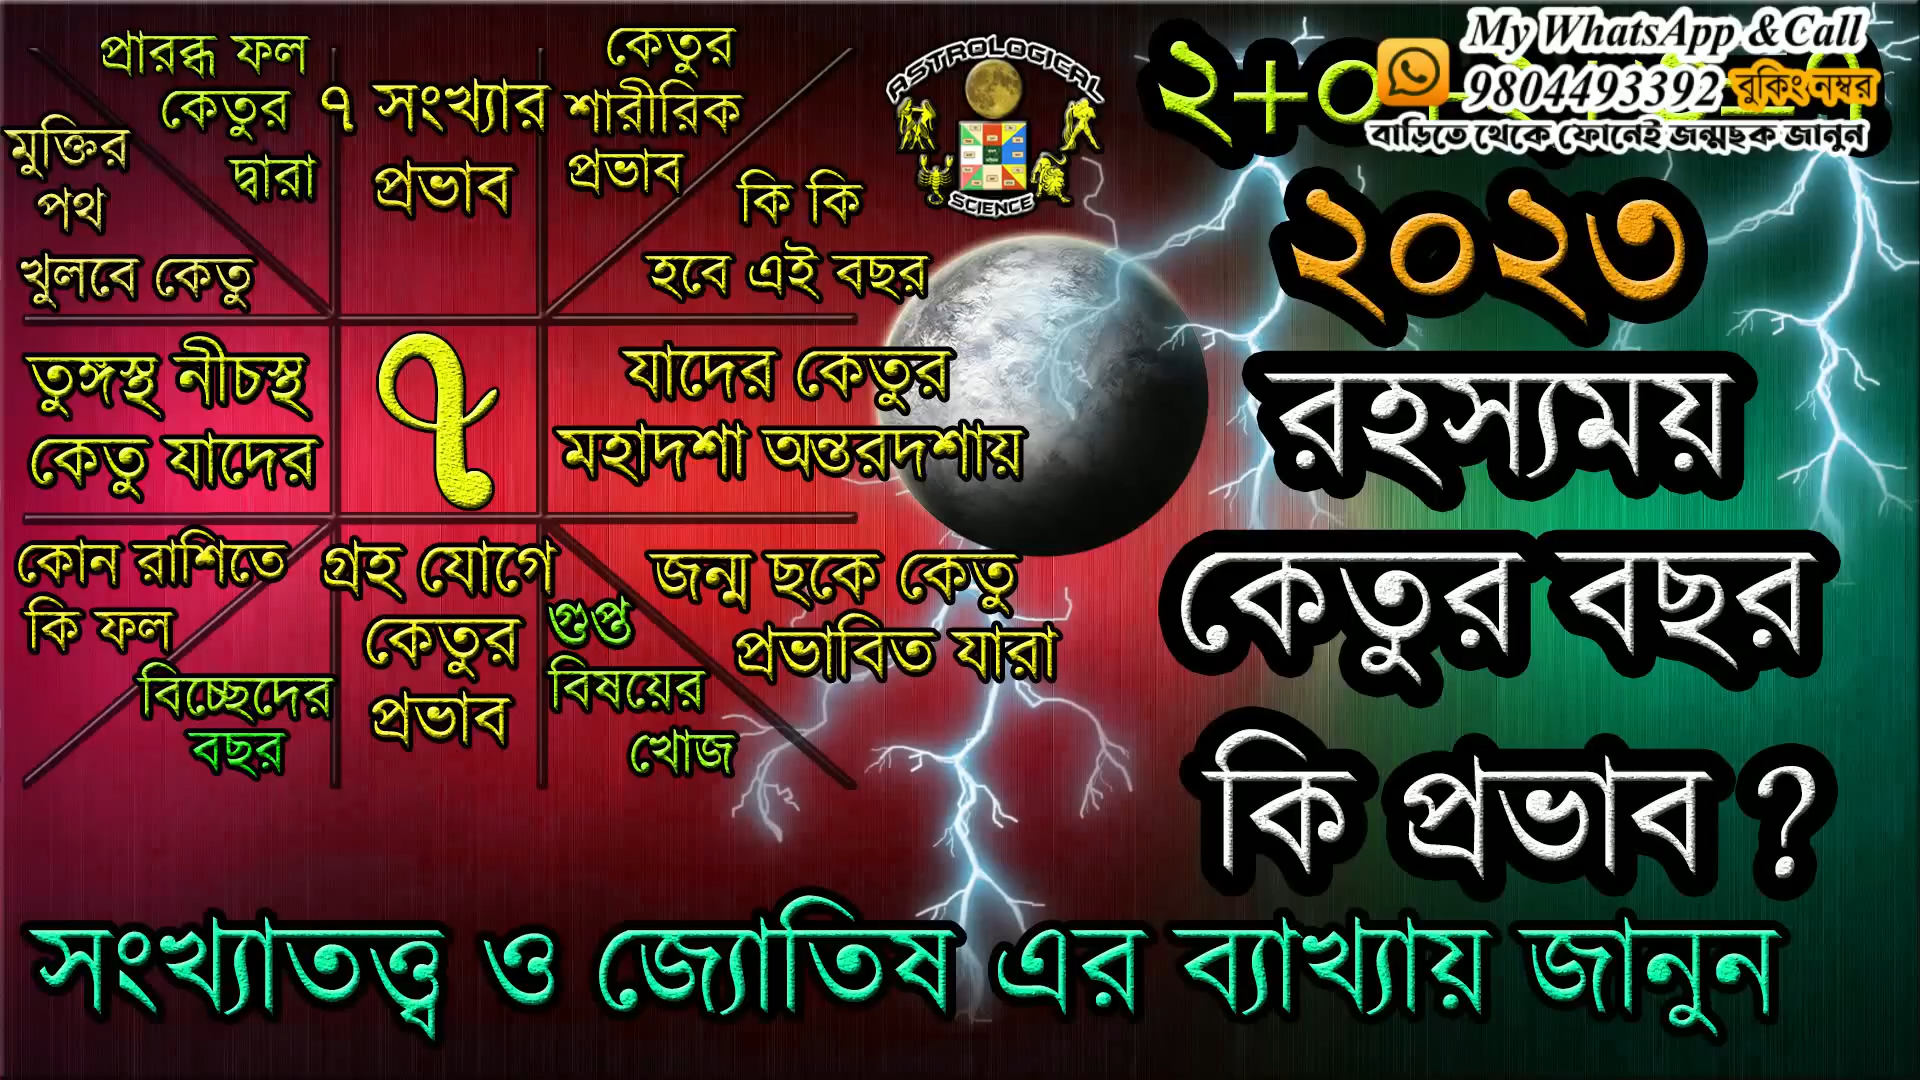 প্রারব্ধ ফল
কেতুর
দ্বারা
মুক্তির
পথ
খুলবে কেতু
৭ সংখ্যার
প্রভাব
কেতুর
শারীরিক
প্রভাব
কি কি
হবে এই বছর
তুঙ্গস্থ নীচস্থ
কেতু যাদের
৭
যাদের কেতুর
মহাদশা অন্তরদশায়
কোন রাশিতে
কি ফল
বিচ্ছেদের
বছর
গ্রহ যোগে
কেতুর
প্রভাব
গুপ্ত
বিষয়ের
খোজ
জন্ম ছকে কেতু
প্রভাবিত যারা
ASTROLOGICAL
SCIENCE
My WhatsApp & Call
9804493392 বুকিং নম্বর
বাড়িতে থেকে ফোনেই জন্মছক জানুন
২+০
২০২৩
রহস্যময়
কেতুর বছর
কি প্রভাব ?
সংখ্যাতত্ত্ব ও জ্যোতিষ এর ব্যাখ্যায় জানুন